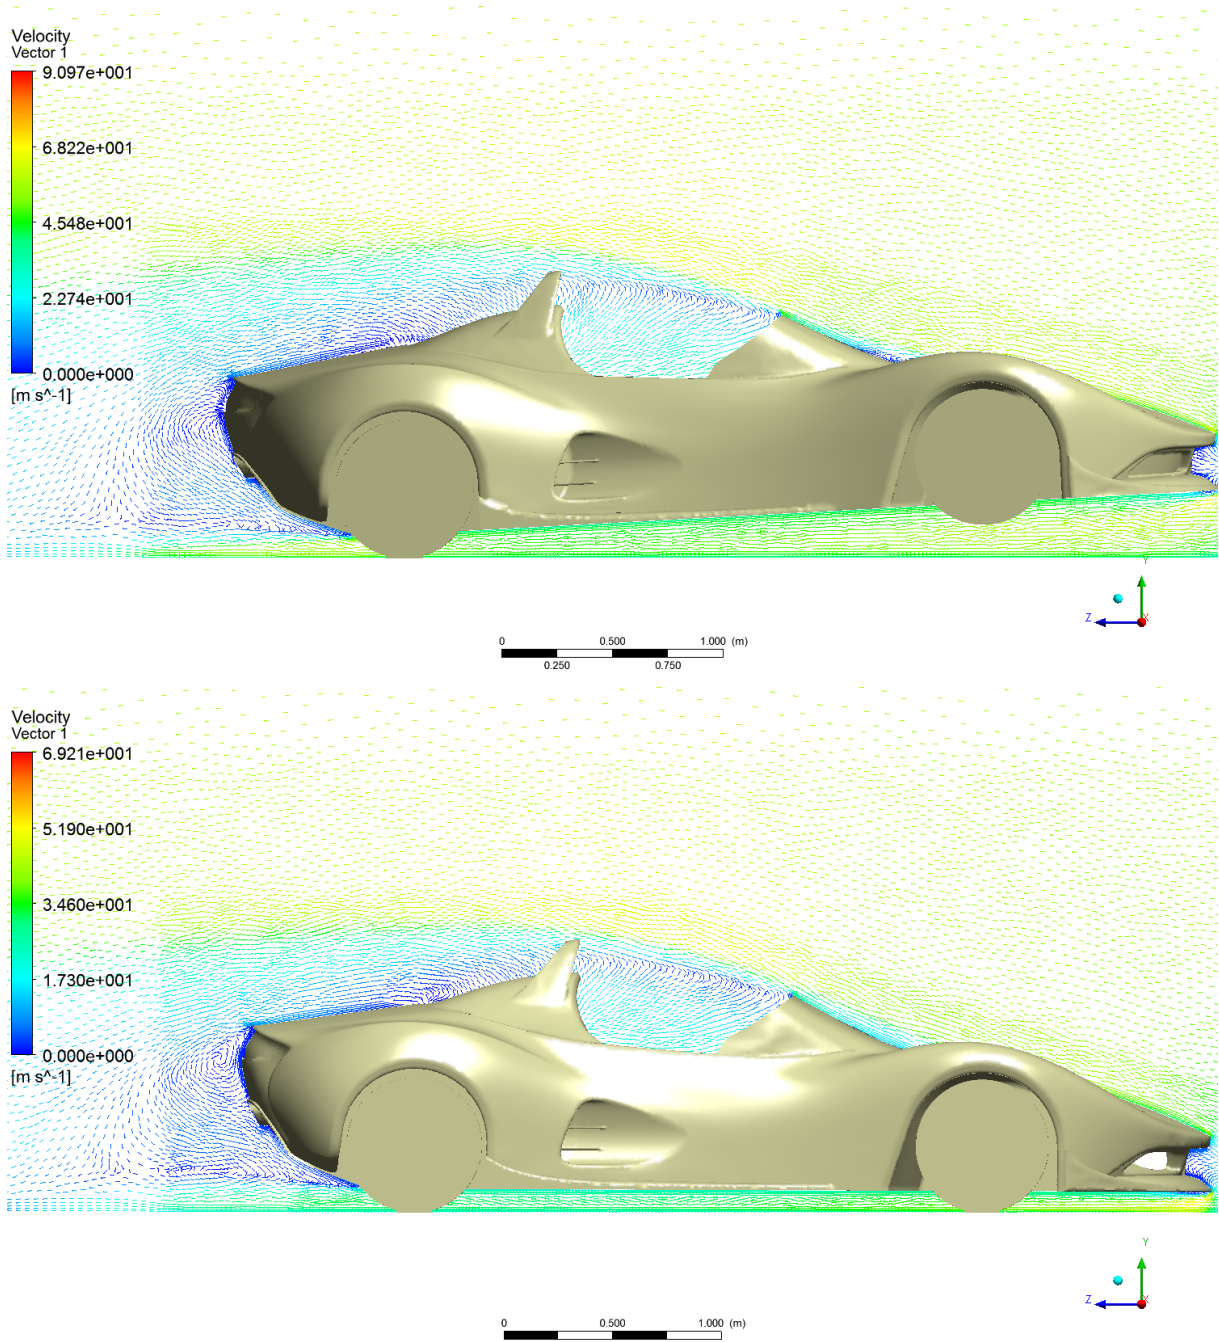 Velocity
Vector 1
9.097e+001
6.822e+001
4.548e+001
2.274e+001
0.000e+000
[m s^-1]
Y
Z X
0 0.500 1.000 (m)
0.250 0.750
Velocity
Vector 1
6.921e+001
5.190e+001
3.460e+001
1.730e+001
0.000e+000
[m s^-1]
Y
Z X
0 0.500 1.000 (m)